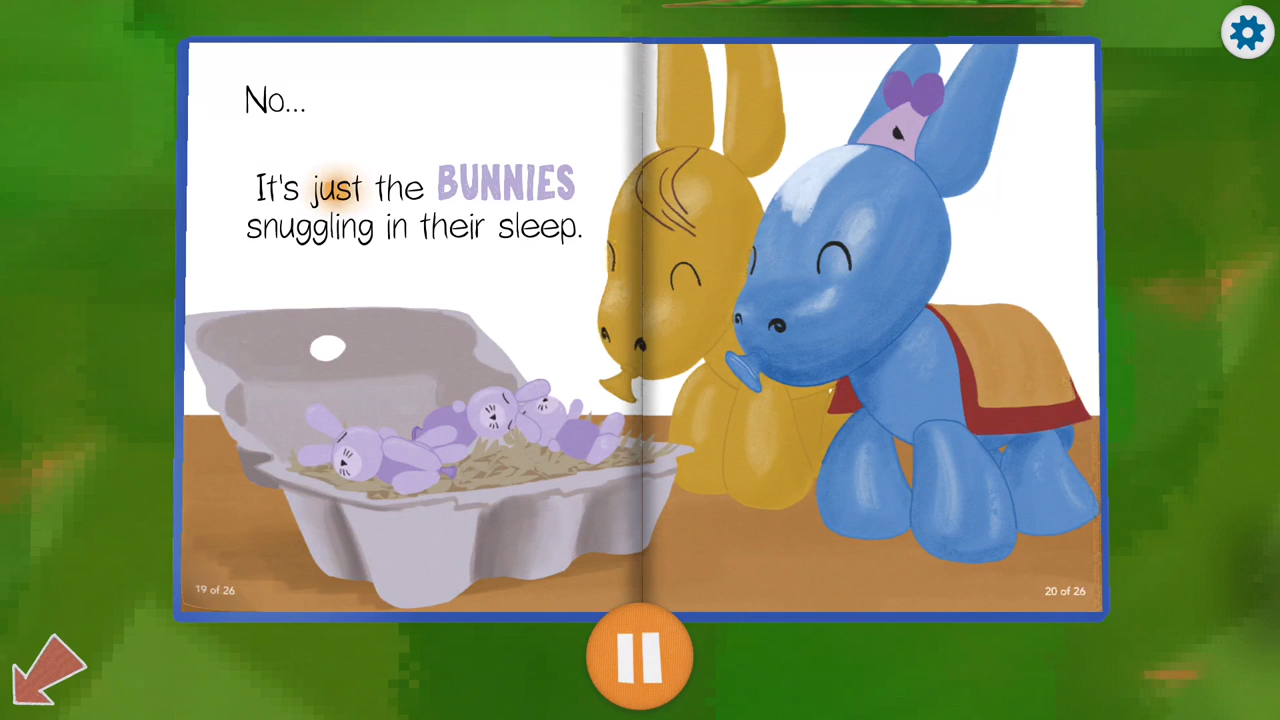 No...
It's just the BUNNIES
snuggling in their sleep.
19 of 26
20 of 26